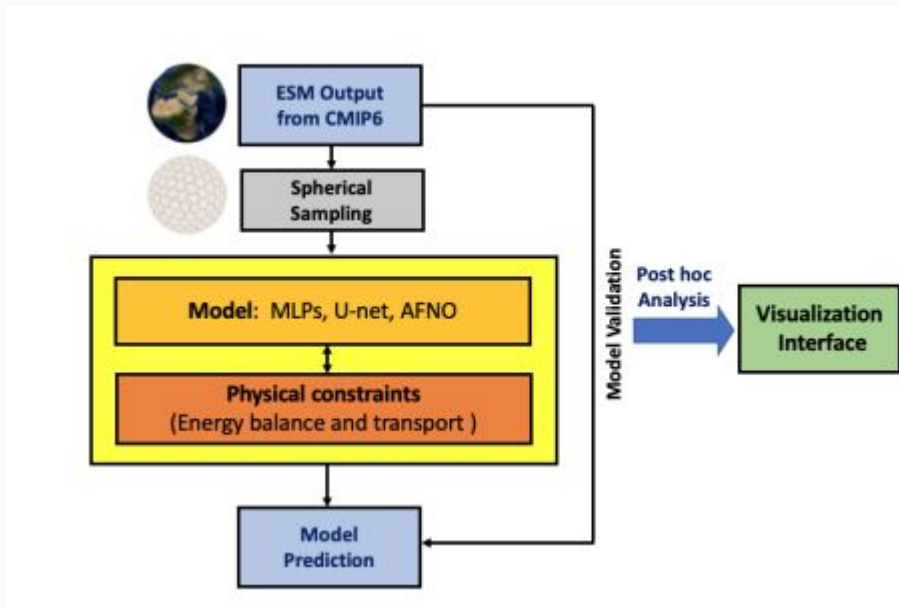 ESM Output
from CMIP6
Spherical
Sampling
Model: MLPs, U-net, AFNO
Physical constraints
(Energy balance and transport )
Model
Prediction
Model Validation
Post hoc
Analysis
Visualization
Interface